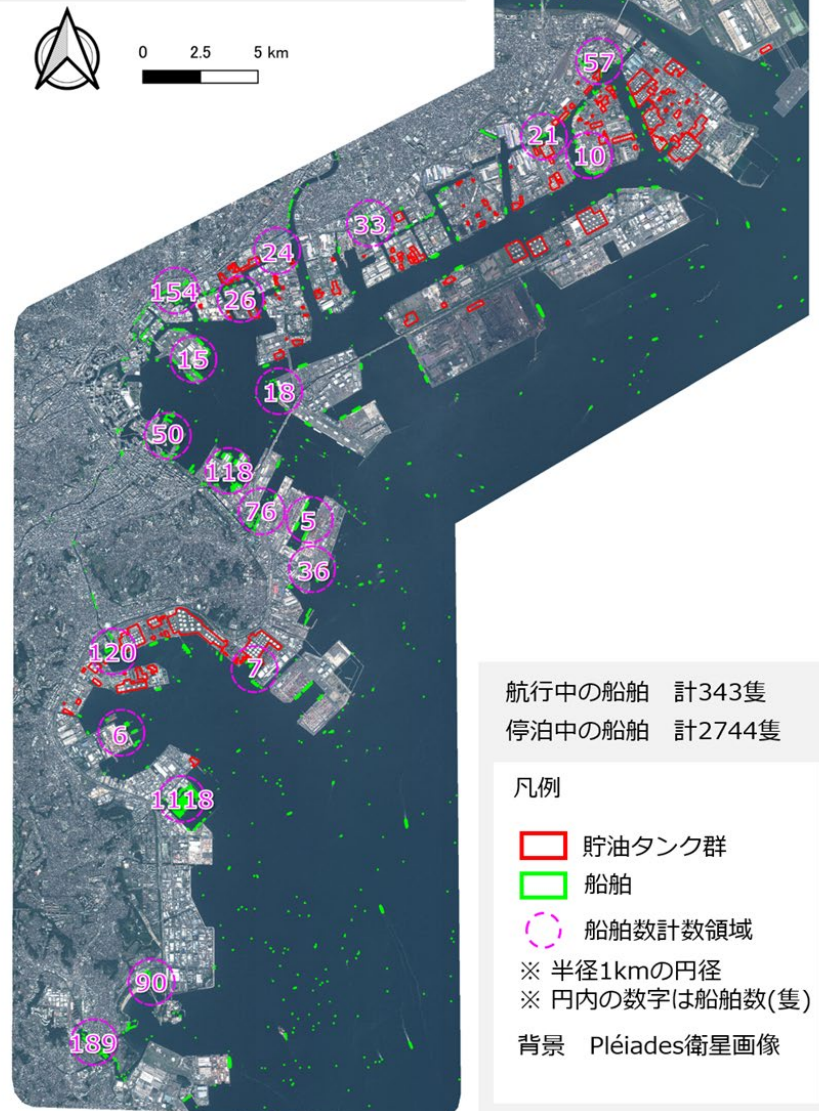 0 2.5 5 km
57
21
10
33
24
154
26
15
18
50
118
76
5
36
120
7
6
1118
90
189
航行中の船舶 計343隻
停泊中の船舶 計2744隻
凡例
貯油タンク群
船舶
船舶数計数領域
※ 半径1kmの円径
※ 円内の数字は船舶数(隻)
背景 Pléiades衛星画像